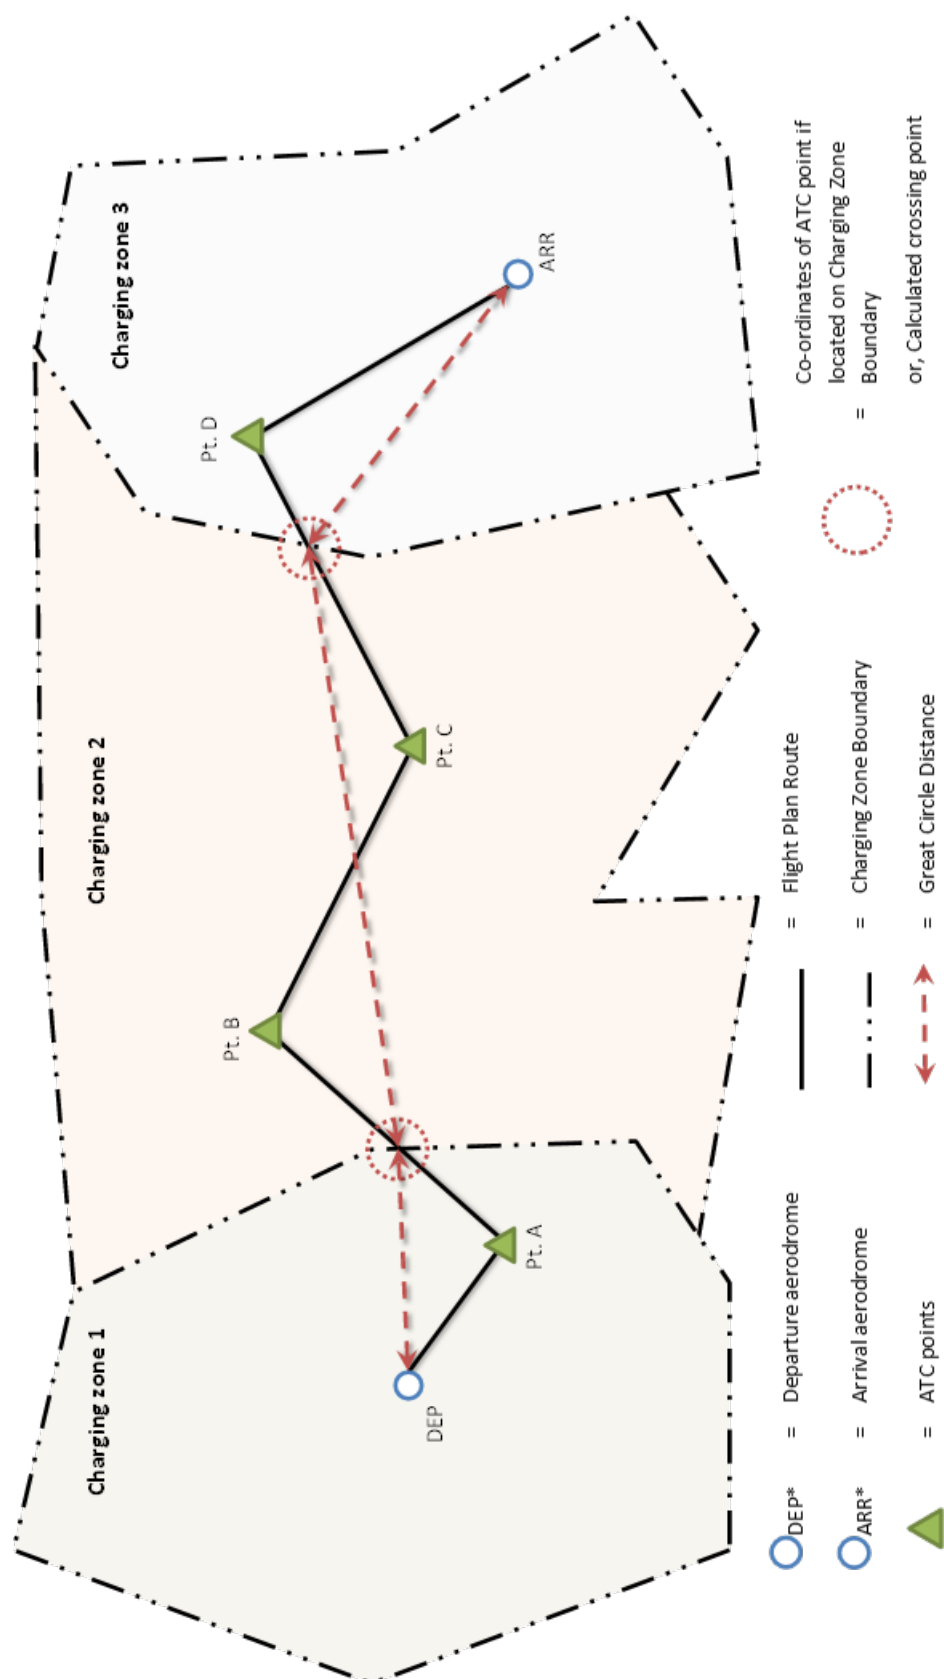 Charging zone 1
Charging zone 2
Charging zone 3
Pt. B
Pt. D
DEP
Pt. A
Pt. C
ARR
DEP*
=
Departure aerodrome
=
Flight Plan Route
ARR*
=
Arrival aerodrome
=
Charging Zone Boundary
=
ATC points
=
Great Circle Distance
=
Co-ordinates of ATC point if
located on Charging Zone
Boundary
or, Calculated crossing point